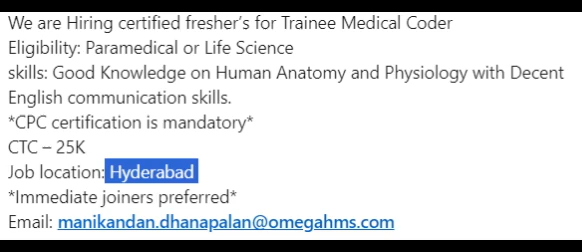 We are Hiring certified fresher's for Trainee Medical Coder
Eligibility: Paramedical or Life Science
skills: Good Knowledge on Human Anatomy and Physiology with Decent
English communication skills.
*CPC certification is mandatory*
CTC – 25K
Job location: Hyderabad
*Immediate joiners preferred*
Email: manikandan.dhanapalan@omegahms.com